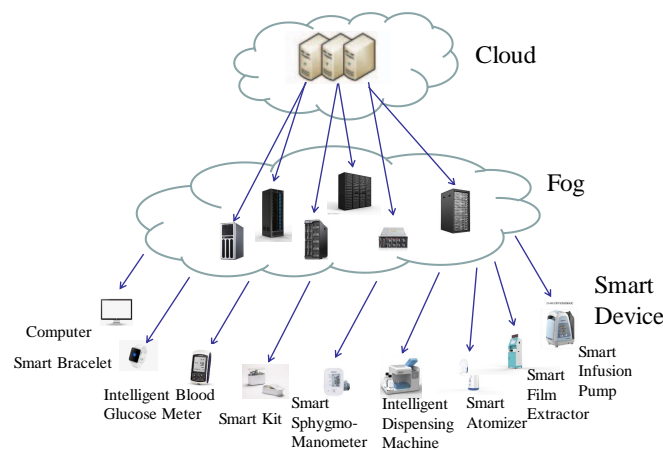 Cloud
Fog
Smart
Device
Computer
Smart Bracelet
Intelligent Blood
Glucose Meter
Smart Kit
Smart
Sphygmo-
Manometer
Intelligent
Dispensing
Machine
Smart
Atomizer
Smart
Film
Extractor
Smart
Infusion
Pump